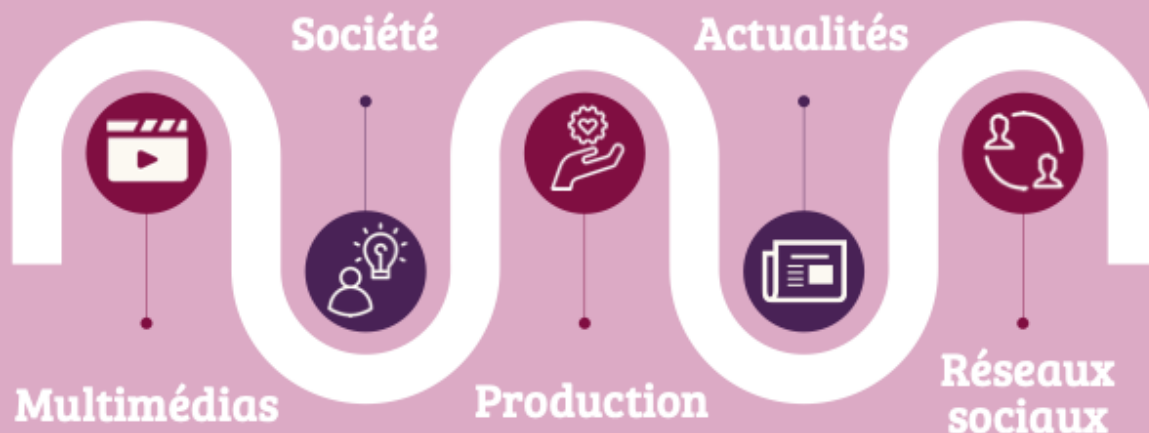 Société
Actualités
Multimédias
Production
Réseaux
sociaux